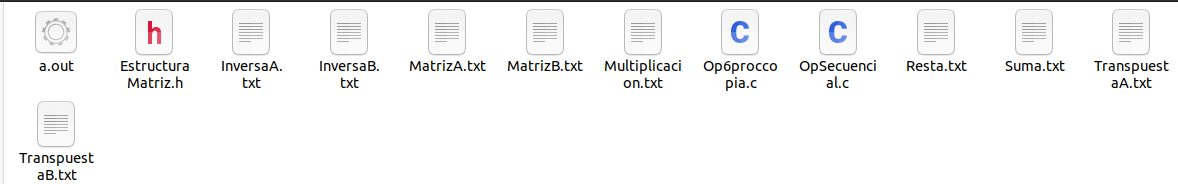 h
C
C
a.out
Estructura
Matriz.h
InversaA.
txt
InversaB.
txt
MatrizA.txt
MatrizB.txt
Multiplicaci
on.txt
Op6proccc
pia.c
OpSecuenci
al.c
Resta.txt
Suma.txt
Transpuest
aA.txt
Transpuest
aB.txt